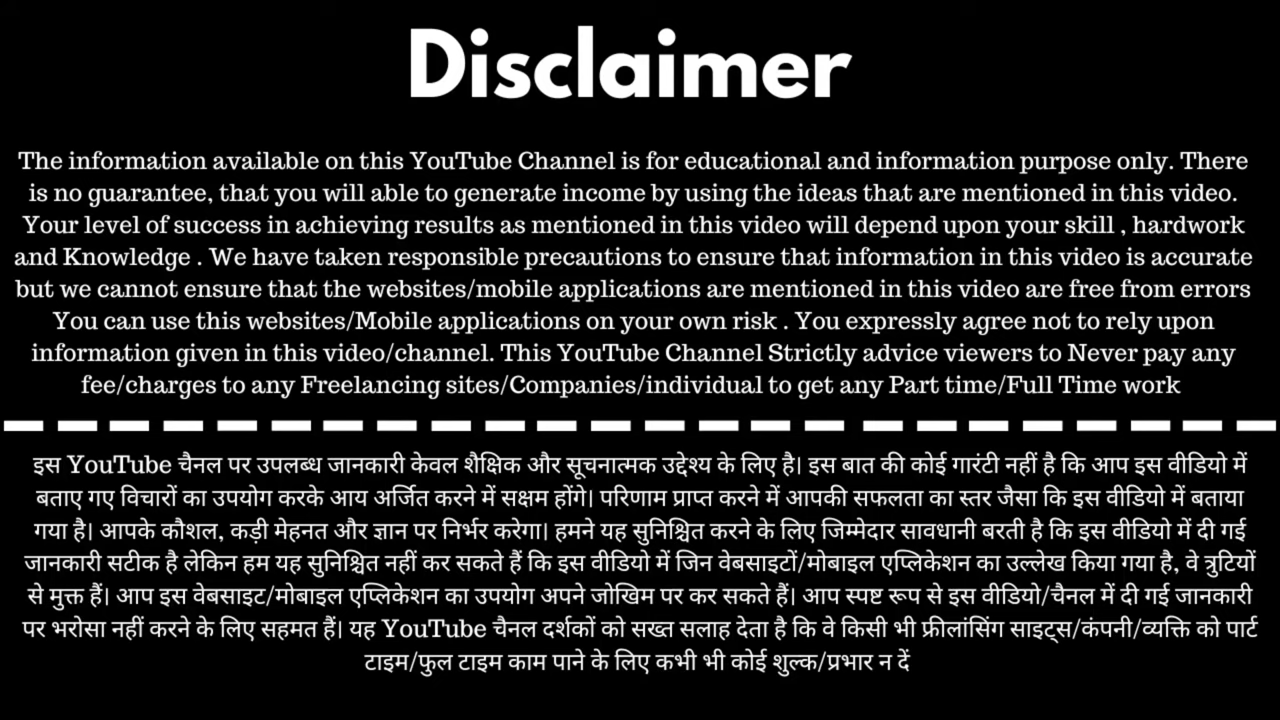 Disclaimer
The information available on this YouTube Channel is for educational and information purpose only. There
is no guarantee, that you will able to generate income by using the ideas that are mentioned in this video.
Your level of success in achieving results as mentioned in this video will depend upon your skill , hardwork
and Knowledge . We have taken responsible precautions to ensure that information in this video is accurate
but we cannot ensure that the websites/mobile applications are mentioned in this video are free from errors
You can use this websites/Mobile applications on your own risk . You expressly agree not to rely upon
information given in this video/channel. This YouTube Channel Strictly advice viewers to Never pay any
fee/charges to any Freelancing sites/Companies/individual to get any Part time/Full Time work
इस YouTube चैनल पर उपलब्ध जानकारी केवल शैक्षिक और सूचनात्मक उद्देश्य के लिए है। इस बात की कोई गारंटी नहीं है कि आप इस वीडियो में
बताए गए विचारों का उपयोग करके आय अर्जित करने में सक्षम होंगे। परिणाम प्राप्त करने में आपकी सफलता का स्तर जैसा कि इस वीडियो में बताया
गया है। आपके कौशल, कड़ी मेहनत और ज्ञान पर निर्भर करेगा। हमने यह सुनिश्चित करने के लिए जिम्मेदार सावधानी बरती है कि इस वीडियो में दी गई
जानकारी सटीक है लेकिन हम यह सुनिश्चित नहीं कर सकते हैं कि इस वीडियो में जिन वेबसाइटों/मोबाइल एप्लिकेशन का उल्लेख किया गया है, वे त्रुटियों
से मुक्त हैं। आप इस वेबसाइट/मोबाइल एप्लिकेशन का उपयोग अपने जोखिम पर कर सकते हैं। आप स्पष्ट रूप से इस वीडियो/चैनल में दी गई जानकारी
पर भरोसा नहीं करने के लिए सहमत हैं। यह YouTube चैनल दर्शकों को सख्त सलाह देता है कि वे किसी भी फ्रीलांसिंग साइट्स/कंपनी/व्यक्ति को पार्ट
टाइम/फुल टाइम काम पाने के लिए कभी भी कोई शुल्क/प्रभार न दें